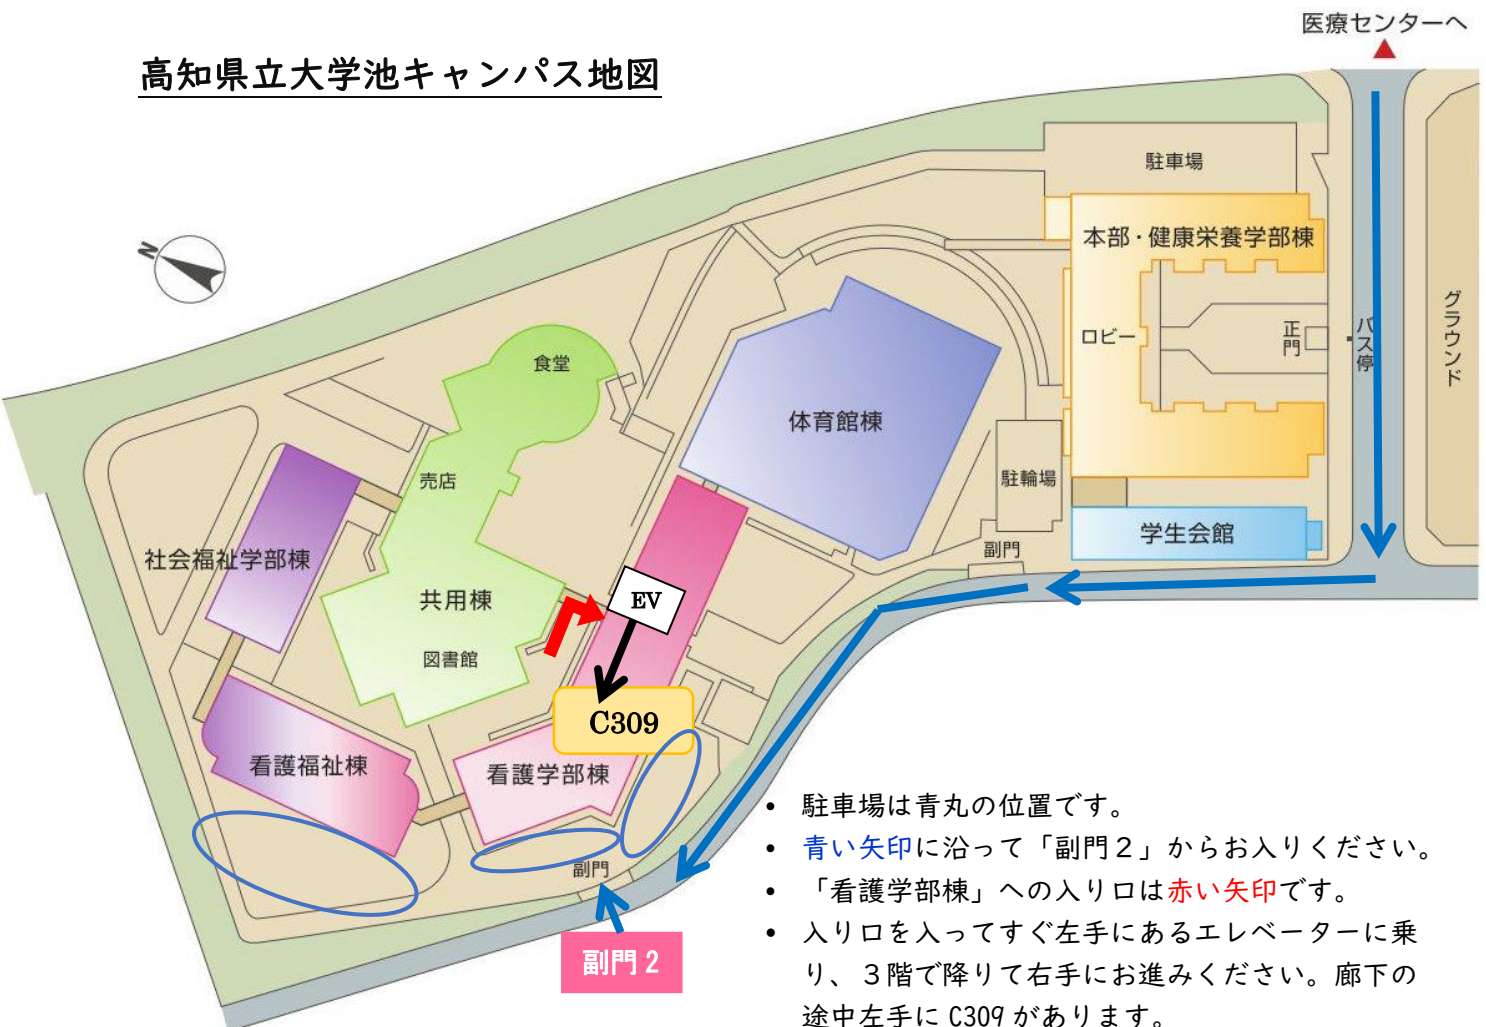 医療センターへ
高知県立大学池キャンパス地図
駐車場
本部・健康栄養学部棟
N
グラウンド
正門
バス停
ロビー
食堂
体育館棟
売店
駐輪場
学生会館
副門
社会福祉学部棟
共用棟
EV
図書館
C309
看護福祉棟
看護学部棟
副門
副門2
• 駐車場は青丸の位置です。
• 青い矢印に沿って「副門２」からお入りください。
• 「看護学部棟」への入り口は赤い矢印です。
• 入り口を入ってすぐ左手にあるエレベーターに乗
り、３階で降りて右手にお進みください。廊下の
途中左手に C309 があります。